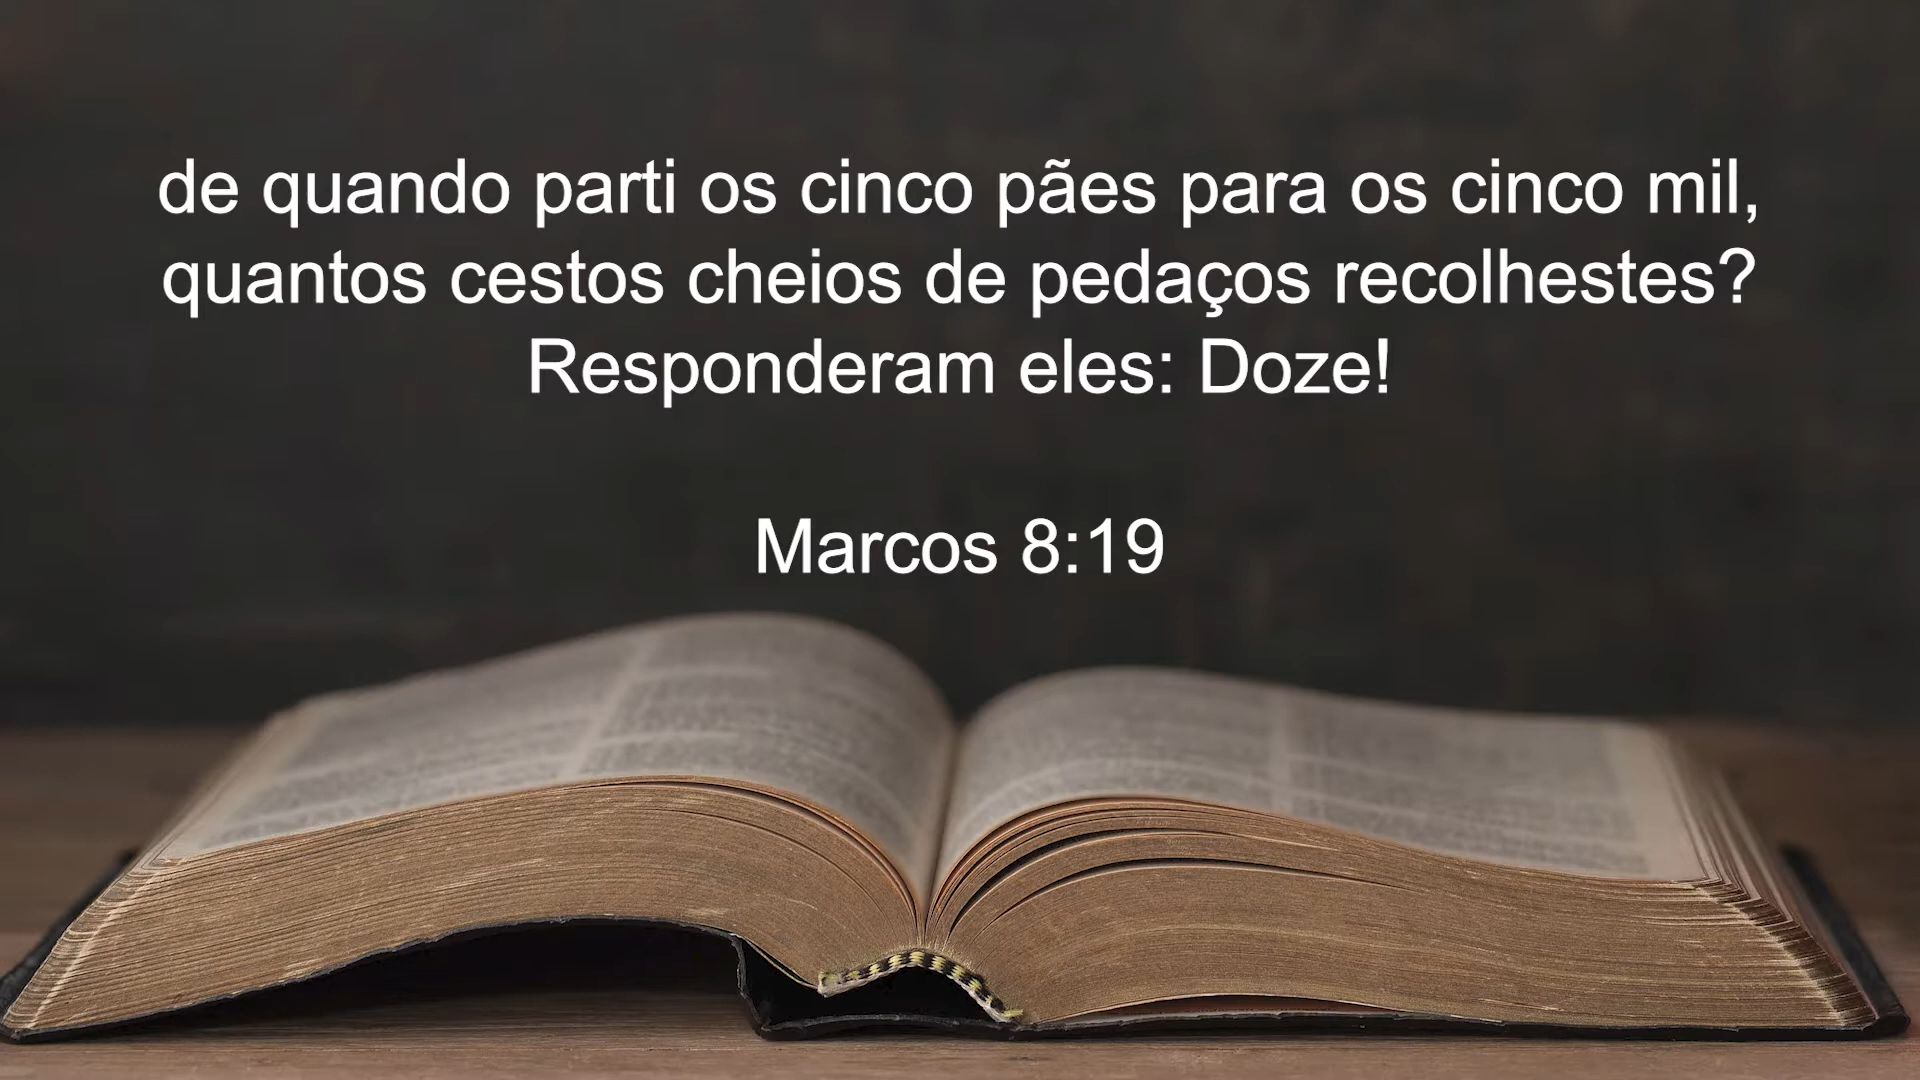 de quando parti os cinco pães para os cinco mil,
quantos cestos cheios de pedaços recolhestes?
Responderam eles: Doze!
Marcos 8:19